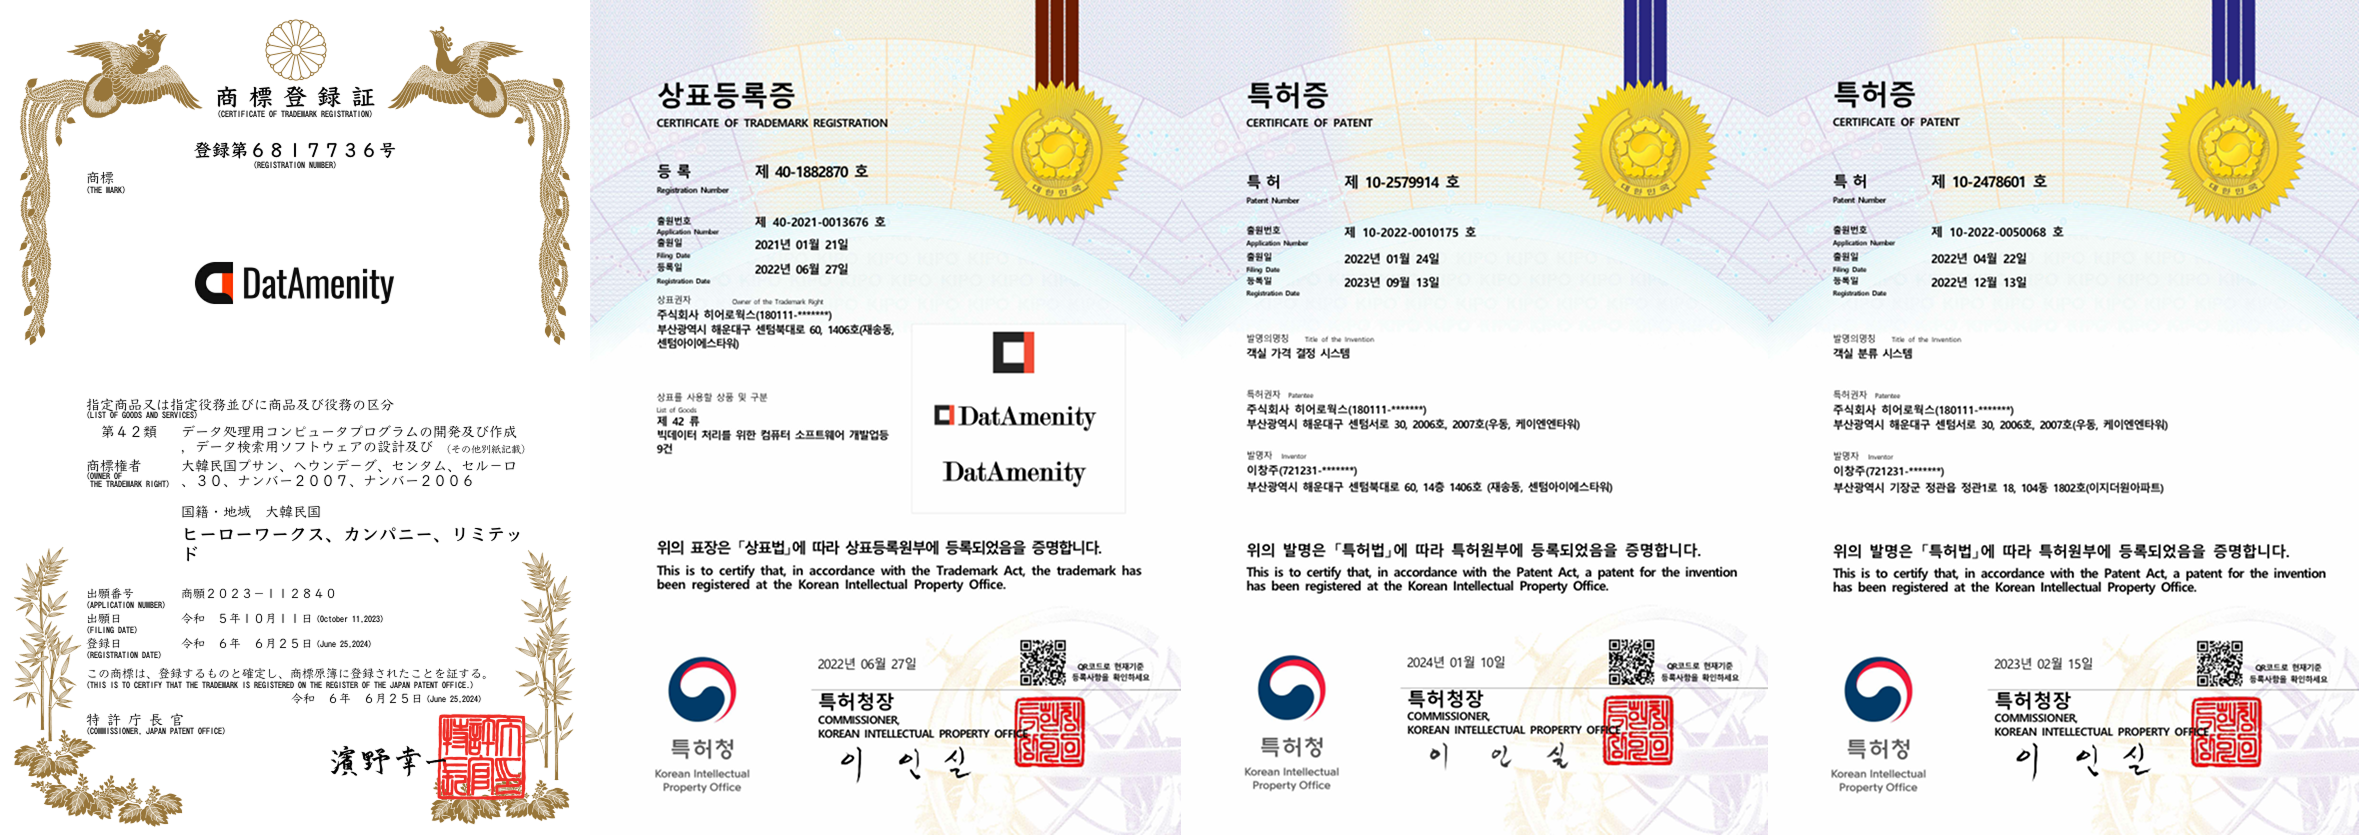 商標登録証
(CERTIFICATE OF TRADEMARK REGISTRATION)
登録第6817736号
(REGISTRATION NUMBER)
商標
(THE MARK)
DatAmenity
指定商品又は指定役務並びに商品及び役務の区分
(LIST OF GOODS AND SERVICES)
第42類 データ処理用コンピュータプログラムの開発及び作成
,データ検索用ソフトウェアの設計及び (その他別紙記載)
商標権者 大韓民国プサン、ヘウンデーグ、センタム、セルーロ
(OWNER OF THE TRADEMARK RIGHT) 、30、ナンバー2007、ナンバー2006
国籍・地域 大韓民国
ヒーローワークス、カンパニー、リミテッ
ド
出願番号 商願2023-112840
(APPLICATION NUMBER)
出願日 令和 5年10月11日 (October 11,2023)
(FILING DATE)
登録日 令和 6年 6月25日 (June 25,2024)
(REGISTRATION DATE)
この商標は、登録するものと確定し、商標原簿に登録されたことを証する。
(THIS IS TO CERTIFY THAT THE TRADEMARK IS REGISTERED ON THE REGISTER OF THE JAPAN PATENT OFFICE.)
令和 6年 6月25日 (June 25,2024)
特許庁長官
(COMMISSIONER, JAPAN PATENT OFFICE)
濱野幸一
상표등록증
CERTIFICATE OF TRADEMARK REGISTRATION
등록 제 40-1882870 호
Registration Number
출원번호 제 40-2021-0013676 호
Application Number
출원일 2021년 01월 21일
Filing Date
등록일 2022년 06월 27일
Registration Date
상표권자 Owner of the Trademark Right
주식회사 히어로웍스(180111-*******)
부산광역시 해운대구 센텀북대로 60, 1406호(재송동,
센텀아이에스타워)
상표를 사용할 상품 및 구분
List of Goods
제 42 류
빅데이터 처리를 위한 컴퓨터 소프트웨어 개발업등
9건
DatAmenity
DatAmenity
위의 표장은 「상표법」에 따라 상표등록원부에 등록되었음을 증명합니다.
This is to certify that, in accordance with the Trademark Act, the trademark has
been registered at the Korean Intellectual Property Office.
2022년 06월 27일
QR코드로 현재기준
등록사항을 확인하세요
특허청장
COMMISSIONER,
KOREAN INTELLECTUAL PROPERTY OFFICE
이 인 실
특허청
Korean Intellectual
Property Office
대한민국
특허증
CERTIFICATE OF PATENT
특허 제 10-2579914 호
Patent Number
출원번호 제 10-2022-0010175 호
Application Number
출원일 2022년 01월 24일
Filing Date
등록일 2023년 09월 13일
Registration Date
발명의명칭 Title of the Invention
객실 가격 결정 시스템
특허권자 Patentee
주식회사 히어로웍스(180111-*******)
부산광역시 해운대구 센텀서로 30, 2006호, 2007호(우동, 케이엔엔타워)
발명자 Inventor
이창주(721231-*******)
부산광역시 해운대구 센텀북대로 60, 14층 1406호 (재송동, 센텀아이에스타워)
위의 발명은 「특허법」에 따라 특허원부에 등록되었음을 증명합니다.
This is to certify that, in accordance with the Patent Act, a patent for the invention
has been registered at the Korean Intellectual Property Office.
2024년 01월 10일
QR코드로 현재기준
등록사항을 확인하세요
특허청장
COMMISSIONER,
KOREAN INTELLECTUAL PROPERTY OFFICE
이 인 실
특허청
Korean Intellectual
Property Office
대한민국
특허증
CERTIFICATE OF PATENT
특허 제 10-2478601 호
Patent Number
출원번호 제 10-2022-0050068 호
Application Number
출원일 2022년 04월 22일
Filing Date
등록일 2022년 12월 13일
Registration Date
발명의명칭 Title of the Invention
객실 분류 시스템
특허권자 Patentee
주식회사 히어로웍스(180111-*******)
부산광역시 해운대구 센텀서로 30, 2006호, 2007호(우동, 케이엔엔타워)
발명자 Inventor
이창주(721231-*******)
부산광역시 기장군 정관읍 정관1로 18, 104동 1802호(이지더원아파트)
위의 발명은 「특허법」에 따라 특허원부에 등록되었음을 증명합니다.
This is to certify that, in accordance with the Patent Act, a patent for the invention
has been registered at the Korean Intellectual Property Office.
2023년 02월 15일
QR코드로 현재기준
등록사항을 확인하세요
특허청장
COMMISSIONER,
KOREAN INTELLECTUAL PROPERTY OFFICE
이 인 실
특허청
Korean Intellectual
Property Office
대한민국